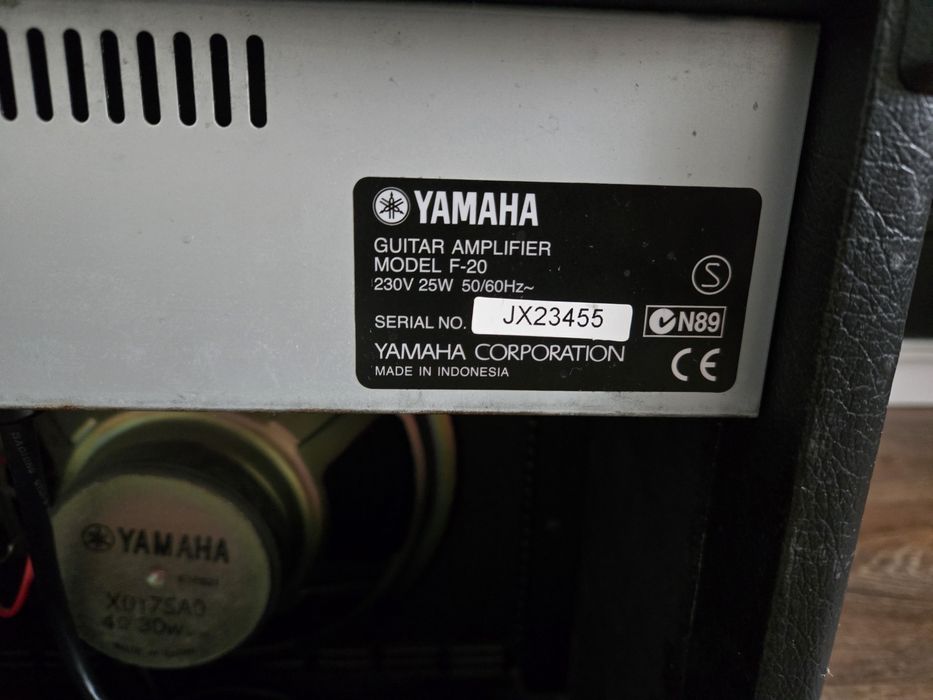 YAMAHA
GUITAR AMPLIFIER
MODEL F-20
230V 25W 50/60Hz~
S
SERIAL NO. JX23455
N89
YAMAHA CORPORATION
CE
MADE IN INDONESIA
YAMAHA
X0175A0
4Ω 30W